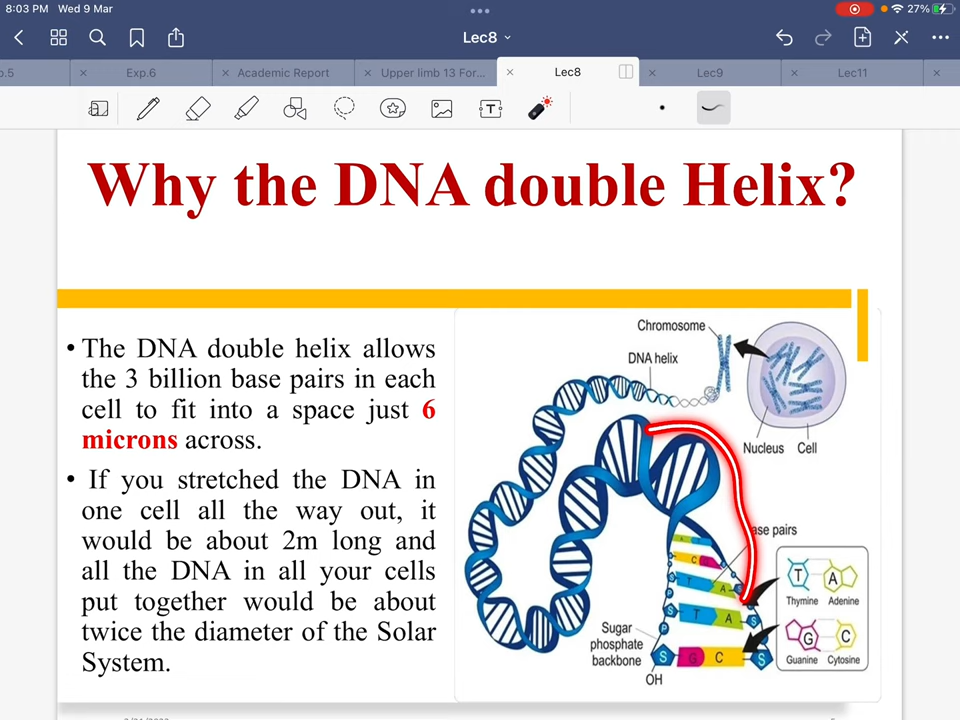 8:03 PM Wed 9 Mar
27%
Lec8
p.5
Exp.6
Academic Report
Upper limb 13 For...
Lec8
Lec9
Lec11
T
Why the DNA double Helix?
• The DNA double helix allows
the 3 billion base pairs in each
cell to fit into a space just 6
microns across.
• If you stretched the DNA in
one cell all the way out, it
would be about 2m long and
all the DNA in all your cells
put together would be about
twice the diameter of the Solar
System.
Chromosome
DNA helix
Nucleus Cell
ase pairs
A
C
T A
T A
S G C S
P
S
P
S
P
Sugar
phosphate
backbone
OH
T A
Thymine Adenine
G C
Guanine Cytosine